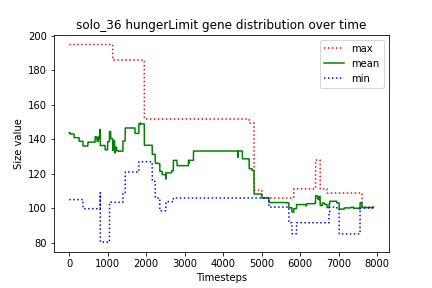 solo_36 hungerLimit gene distribution over time
max
mean
min
Size value
200
180
160
140
120
100
80
0 1000 2000 3000 4000 5000 6000 7000 8000
Timesteps